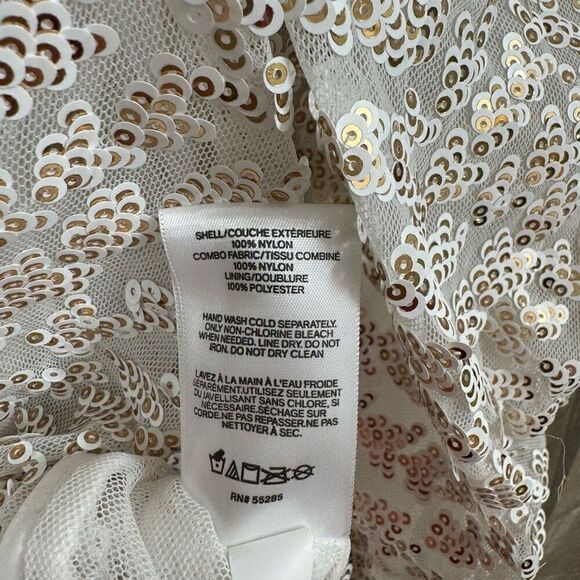 SHELL/COUCHE EXTÉRIEURE
100% NYLON
COMBO FABRIC/TISSU COMBINÉ
100% NYLON
LINING/DOUBLURE
100% POLYESTER
HAND WASH COLD SEPARATELY.
ONLY NON-CHLORINE BLEACH
WHEN NEEDED. LINE DRY. DO NOT
IRON. DO NOT DRY CLEAN
LAVEZ À LA MAIN À L'EAU FROIDE
SÉPARÉMENT.UTILISEZ SEULEMENT
DU JAVELLISANT SANS CHLORE, SI
NÉCESSAIRE.SÉCHAGE SUR
CORDE.NE PAS REPASSER.NE PAS
NETTOYER À SEC.
RN# 55285